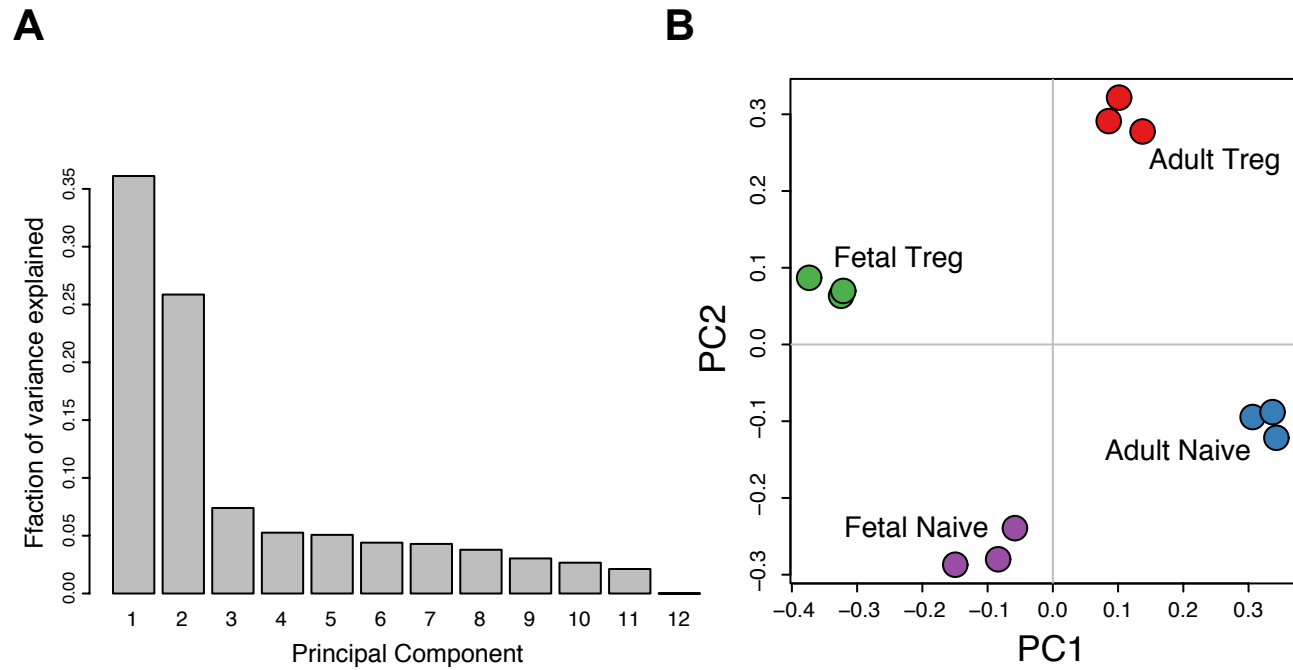 A
B
Ffaction of variance explained
0.35
0.30
0.25
0.20
0.15
0.10
0.05
0.00
1 2 3 4 5 6 7 8 9 10 11 12
Principal Component
PC2
0.3
0.2
0.1
0.0
−0.1
−0.2
−0.3
Adult Treg
Fetal Treg
Adult Naive
Fetal Naive
−0.4 −0.3 −0.2 −0.1 0.0 0.1 0.2 0.3
PC1